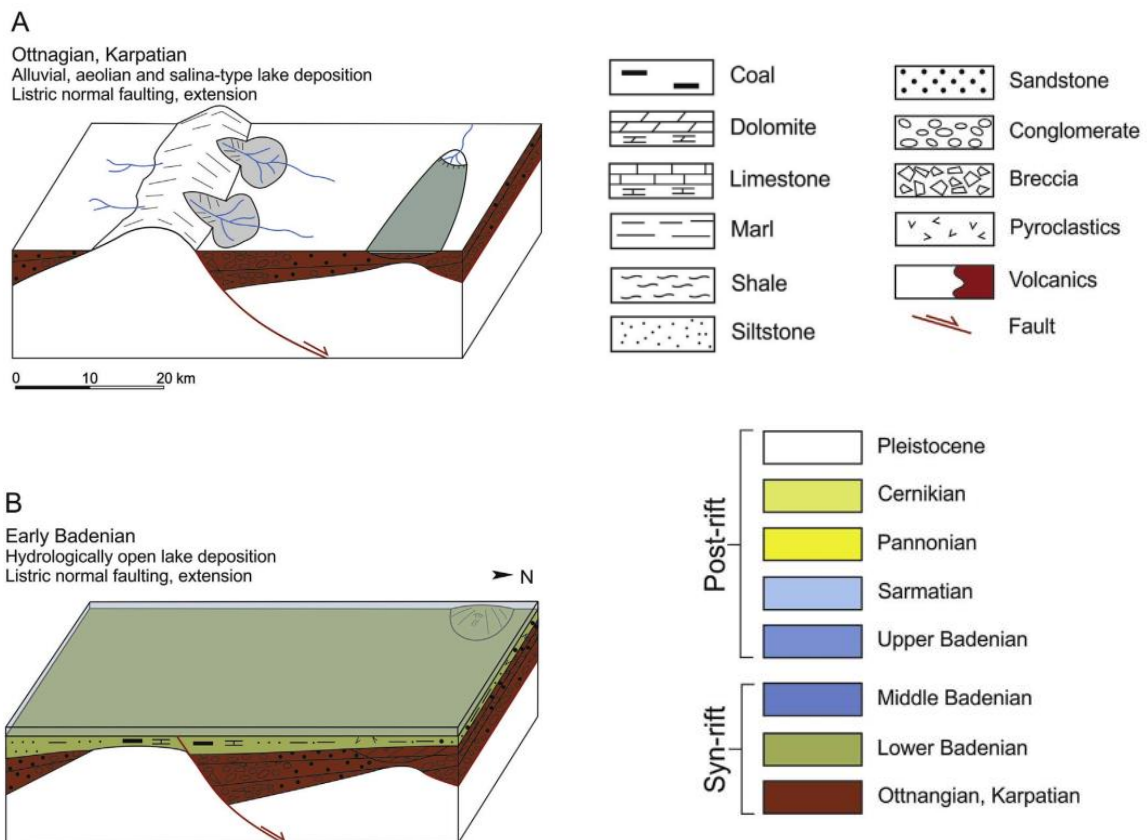 A
Ottnagian, Karpatian
Alluvial, aeolian and salina-type lake deposition
Listric normal faulting, extension
0 10 20 km
Coal
Dolomite
Limestone
Marl
Shale
Siltstone
Sandstone
Conglomerate
Breccia
Pyroclastics
Volcanics
Fault
B
Early Badenian
Hydrologically open lake deposition
Listric normal faulting, extension
N
Post-rift
Pleistocene
Cernikian
Pannonian
Sarmatian
Upper Badenian
Syn-rift
Middle Badenian
Lower Badenian
Ottnangian, Karpatian